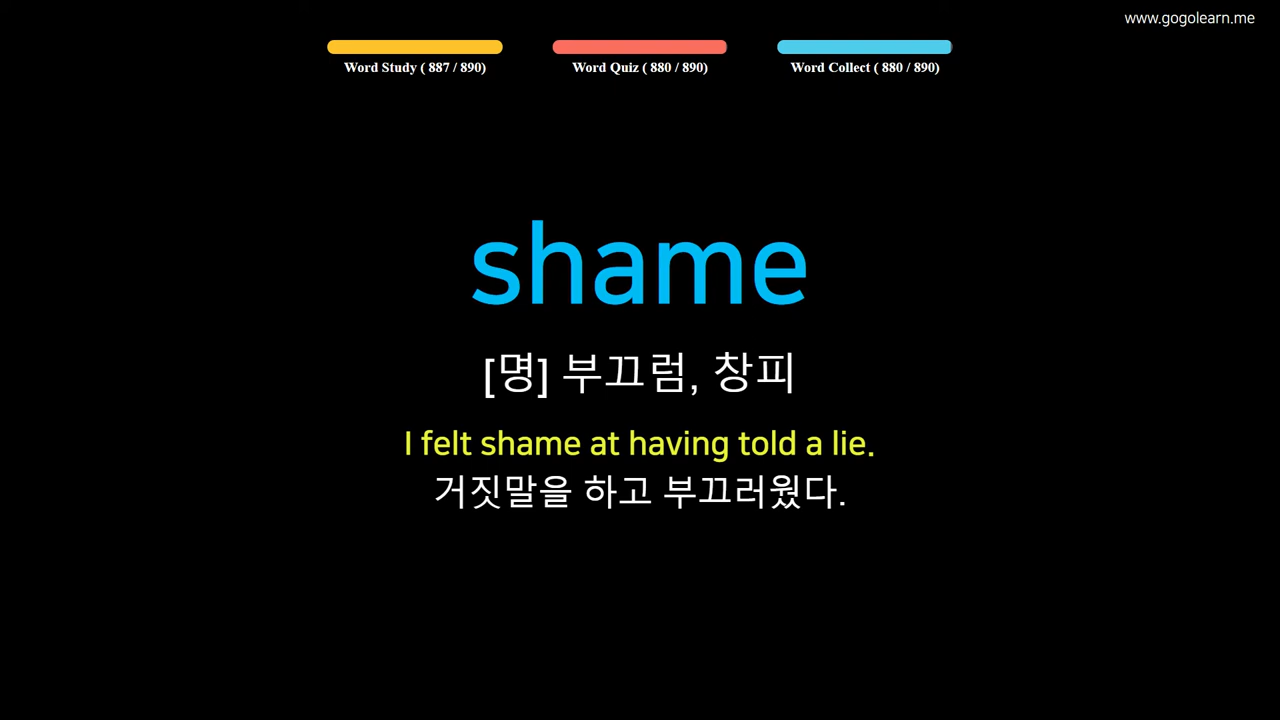 www.gogolearn.me
Word Study ( 887 / 890)
Word Quiz ( 880 / 890)
Word Collect ( 880 / 890)
shame
[명] 부끄럼, 창피
I felt shame at having told a lie.
거짓말을 하고 부끄러웠다.